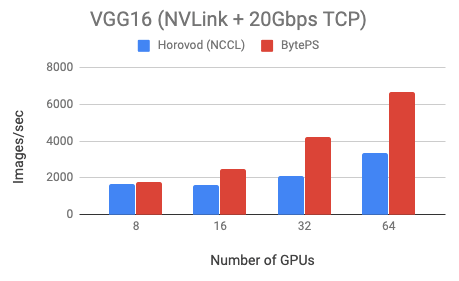 VGG16 (NVLink + 20Gbps TCP)
Horovod (NCCL) BytePS
8000
6000
4000
2000
0
Images/sec
8 16 32 64
Number of GPUs